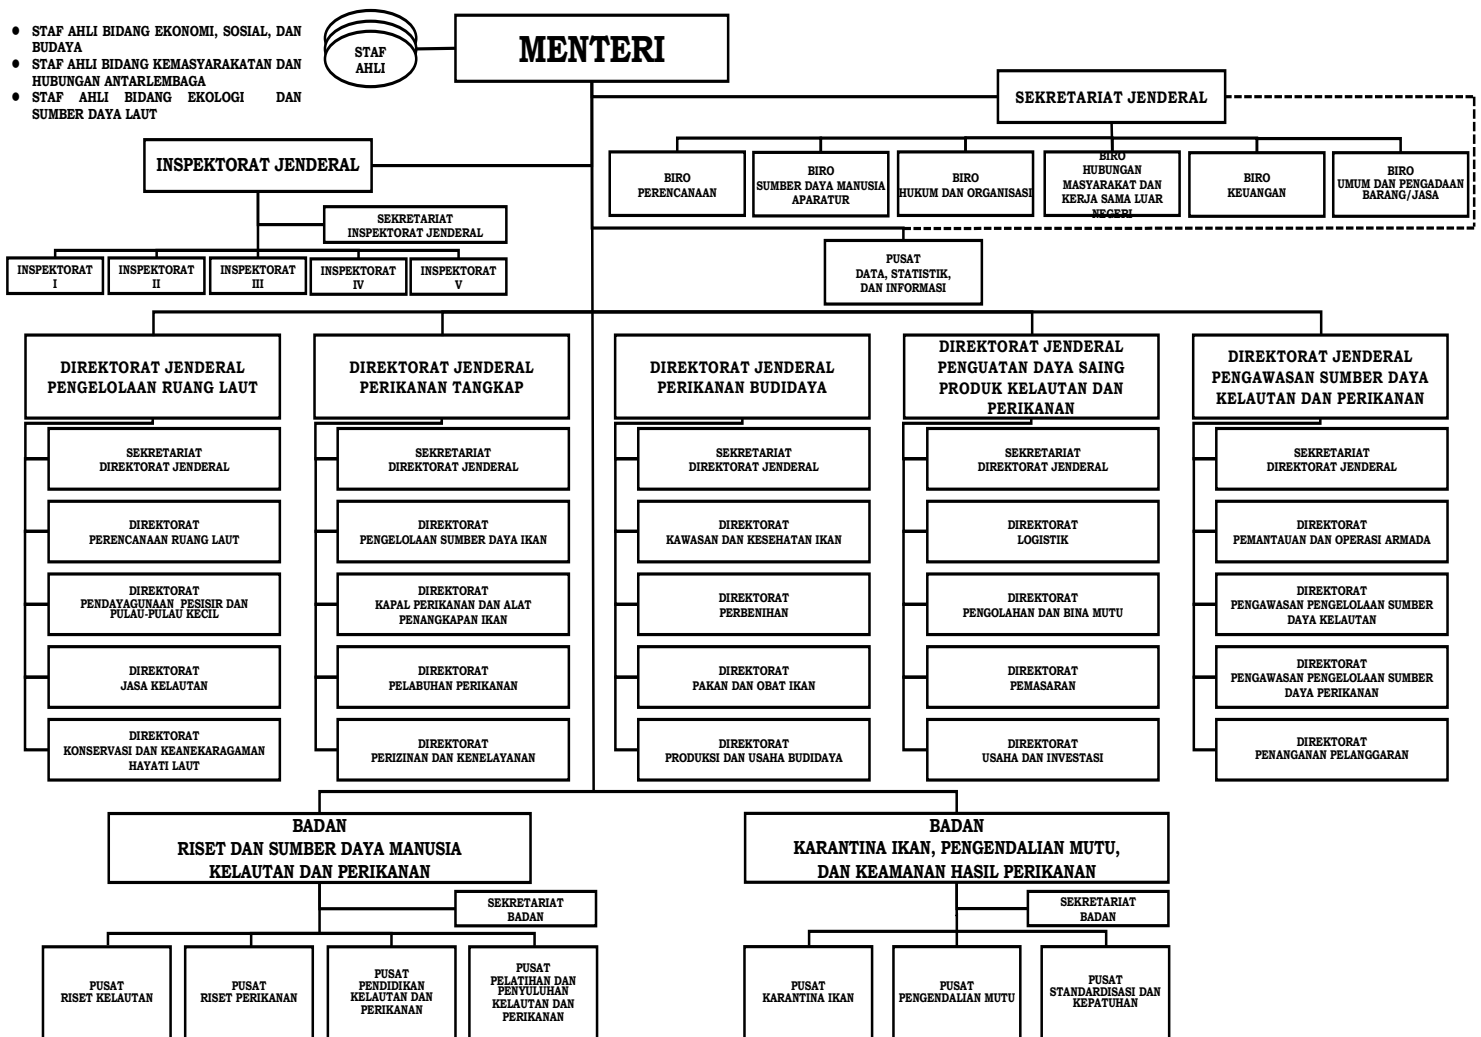 ● STAF AHLI BIDANG EKONOMI, SOSIAL, DAN
BUDAYA
● STAF AHLI BIDANG KEMASYARAKATAN DAN
HUBUNGAN ANTARLEMBAGA
● STAF AHLI BIDANG EKOLOGI DAN
SUMBER DAYA LAUT
STAF
AHLI
MENTERI
SEKRETARIAT JENDERAL
BIRO
PERENCANAAN
BIRO
SUMBER DAYA MANUSIA
APARATUR
BIRO
HUKUM DAN ORGANISASI
BIRO
HUBUNGAN
MASYARAKAT DAN
KERJA SAMA LUAR
NEGERI
BIRO
KEUANGAN
BIRO
UMUM DAN PENGADAAN
BARANG/JASA
INSPEKTORAT JENDERAL
SEKRETARIAT
INSPEKTORAT JENDERAL
INSPEKTORAT
I
INSPEKTORAT
II
INSPEKTORAT
III
INSPEKTORAT
IV
INSPEKTORAT
V
PUSAT
DATA, STATISTIK,
DAN INFORMASI
DIREKTORAT JENDERAL
PENGELOLAAN RUANG LAUT
SEKRETARIAT
DIREKTORAT JENDERAL
DIREKTORAT
PERENCANAAN RUANG LAUT
DIREKTORAT
PENDAYAGUNAAN PESISIR DAN
PULAU-PULAU KECIL
DIREKTORAT
JASA KELAUTAN
DIREKTORAT
KONSERVASI DAN KEANEKARAGAMAN
HAYATI LAUT
DIREKTORAT JENDERAL
PERIKANAN TANGKAP
SEKRETARIAT
DIREKTORAT JENDERAL
DIREKTORAT
PENGELOLAAN SUMBER DAYA IKAN
DIREKTORAT
KAPAL PERIKANAN DAN ALAT
PENANGKAPAN IKAN
DIREKTORAT
PELABUHAN PERIKANAN
DIREKTORAT
PERIZINAN DAN KENELAYANAN
DIREKTORAT JENDERAL
PERIKANAN BUDIDAYA
SEKRETARIAT
DIREKTORAT JENDERAL
DIREKTORAT
KAWASAN DAN KESEHATAN IKAN
DIREKTORAT
PERBENIHAN
DIREKTORAT
PAKAN DAN OBAT IKAN
DIREKTORAT
PRODUKSI DAN USAHA BUDIDAYA
DIREKTORAT JENDERAL
PENGUATAN DAYA SAING
PRODUK KELAUTAN DAN
PERIKANAN
SEKRETARIAT
DIREKTORAT JENDERAL
DIREKTORAT
LOGISTIK
DIREKTORAT
PENGOLAHAN DAN BINA MUTU
DIREKTORAT
PEMASARAN
DIREKTORAT
USAHA DAN INVESTASI
DIREKTORAT JENDERAL
PENGAWASAN SUMBER DAYA
KELAUTAN DAN PERIKANAN
SEKRETARIAT
DIREKTORAT JENDERAL
DIREKTORAT
PEMANTAUAN DAN OPERASI ARMADA
DIREKTORAT
PENGAWASAN PENGELOLAAN SUMBER
DAYA KELAUTAN
DIREKTORAT
PENGAWASAN PENGELOLAAN SUMBER
DAYA PERIKANAN
DIREKTORAT
PENANGANAN PELANGGARAN
BADAN
RISET DAN SUMBER DAYA MANUSIA
KELAUTAN DAN PERIKANAN
SEKRETARIAT
BADAN
PUSAT
RISET KELAUTAN
PUSAT
RISET PERIKANAN
PUSAT
PENDIDIKAN
KELAUTAN DAN
PERIKANAN
PUSAT
PELATIHAN DAN
PENYULUHAN
KELAUTAN DAN
PERIKANAN
BADAN
KARANTINA IKAN, PENGENDALIAN MUTU,
DAN KEAMANAN HASIL PERIKANAN
SEKRETARIAT
BADAN
PUSAT
KARANTINA IKAN
PUSAT
PENGENDALIAN MUTU
PUSAT
STANDARDISASI DAN
KEPATUHAN